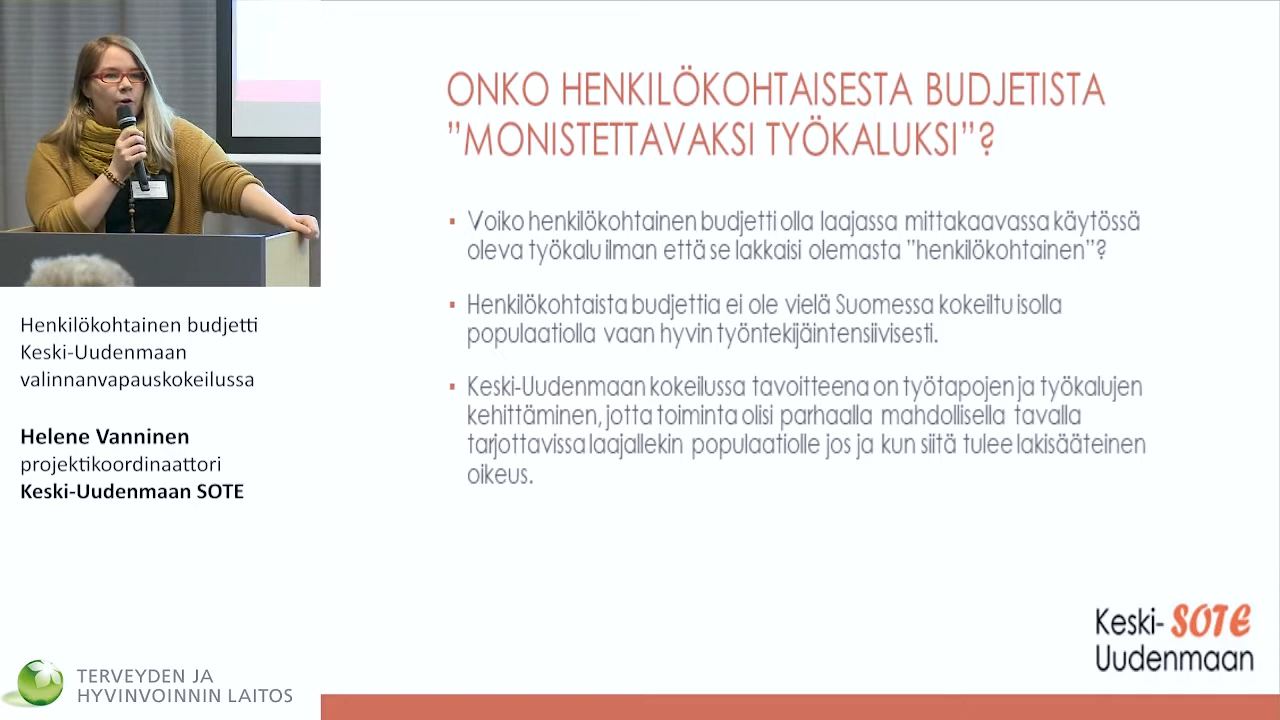 Henkilökohtainen budjetti
Keski-Uudenmaan
valinnanvapauskokeilussa
Helene Vanninen
projektikoordinaattori
Keski-Uudenmaan SOTE
TERVEYDEN JA
HYVINVOINNIN LAITOS
ONKO HENKILÖKOHTAISESTA BUDJETISTA
”MONISTETTAVAKSI TYÖKALUKSI”?
▪ Voiko henkilökohtainen budjetti olla laajassa mittakaavassa käytössä
oleva työkalu ilman että se lakkaisi olemasta ”henkilökohtainen”?
▪ Henkilökohtaista budjettia ei ole vielä Suomessa kokeiltu isolla
populaatiolla vaan hyvin työntekijäintensiivisesti.
▪ Keski-Uudenmaan kokeilussa tavoitteena on työtapojen ja työkalujen
kehittäminen, jotta toiminta olisi parhaalla mahdollisella tavalla
tarjottavissa laajallekin populaatiolle jos ja kun siitä tulee lakisääteinen
oikeus.
Keski- SOTE
Uudenmaan